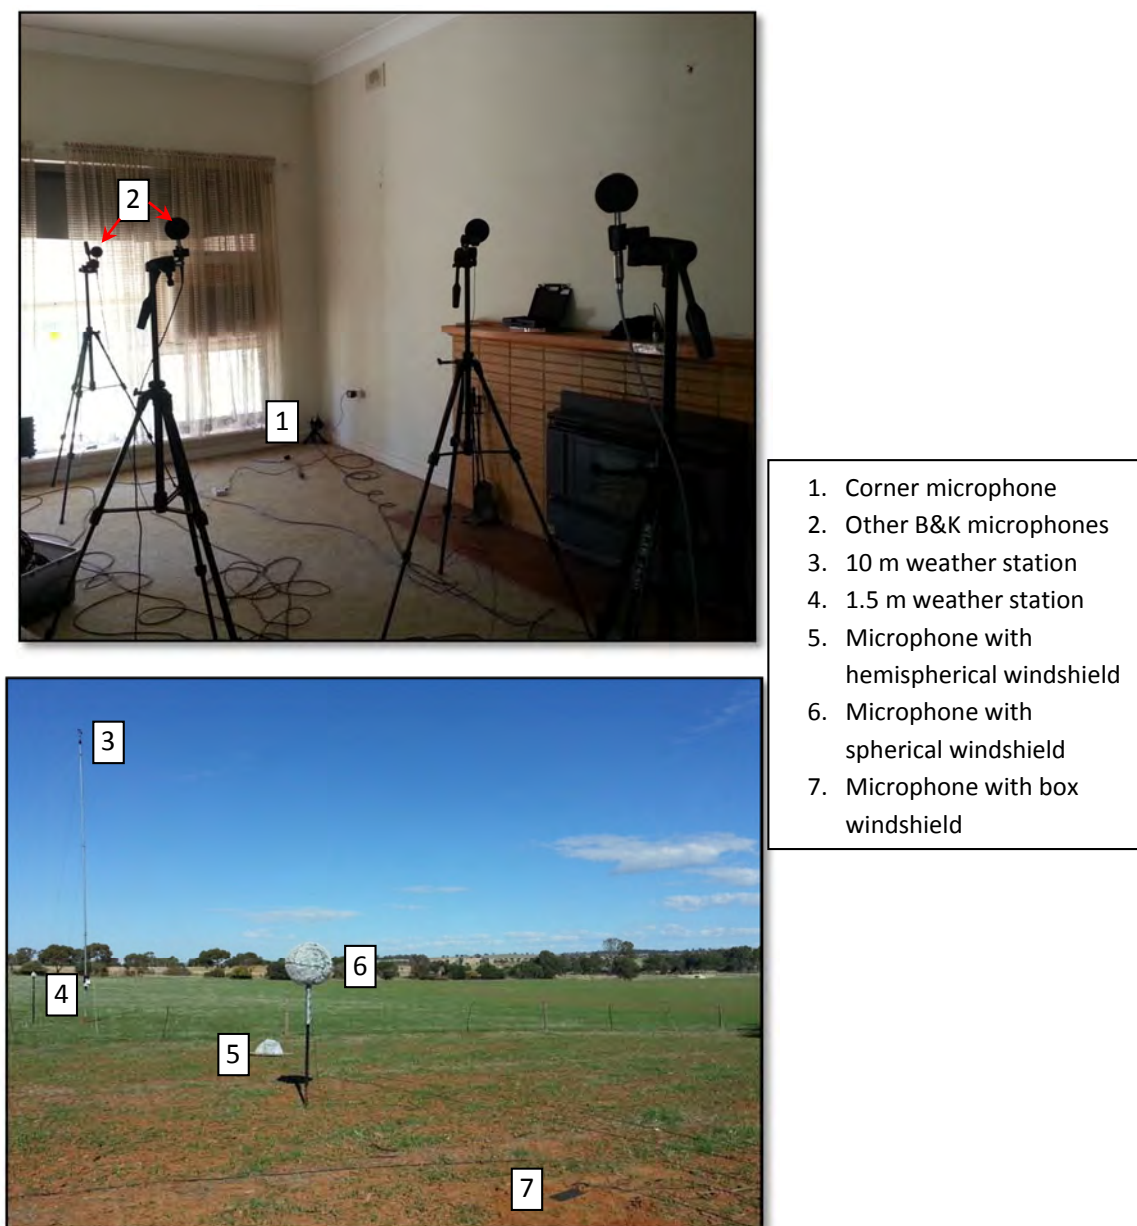 2
1
1. Corner microphone
2. Other B&K microphones
3. 10 m weather station
4. 1.5 m weather station
5. Microphone with
hemispherical windshield
6. Microphone with
spherical windshield
7. Microphone with box
windshield
3
6
4
5
7